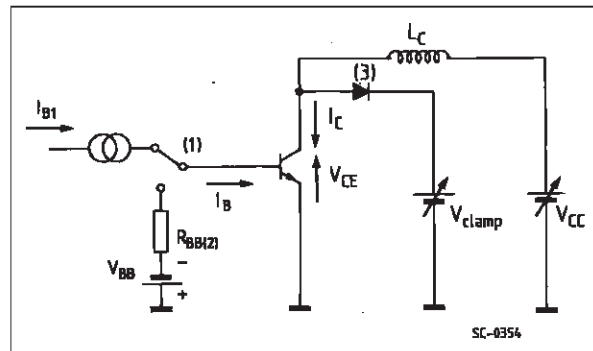 L_C
(3)
I_B1
(1)
I_C
V_CE
I_B
V_clamp
V_CC
R_BB(2)
V_BB
−
+
SC-0354